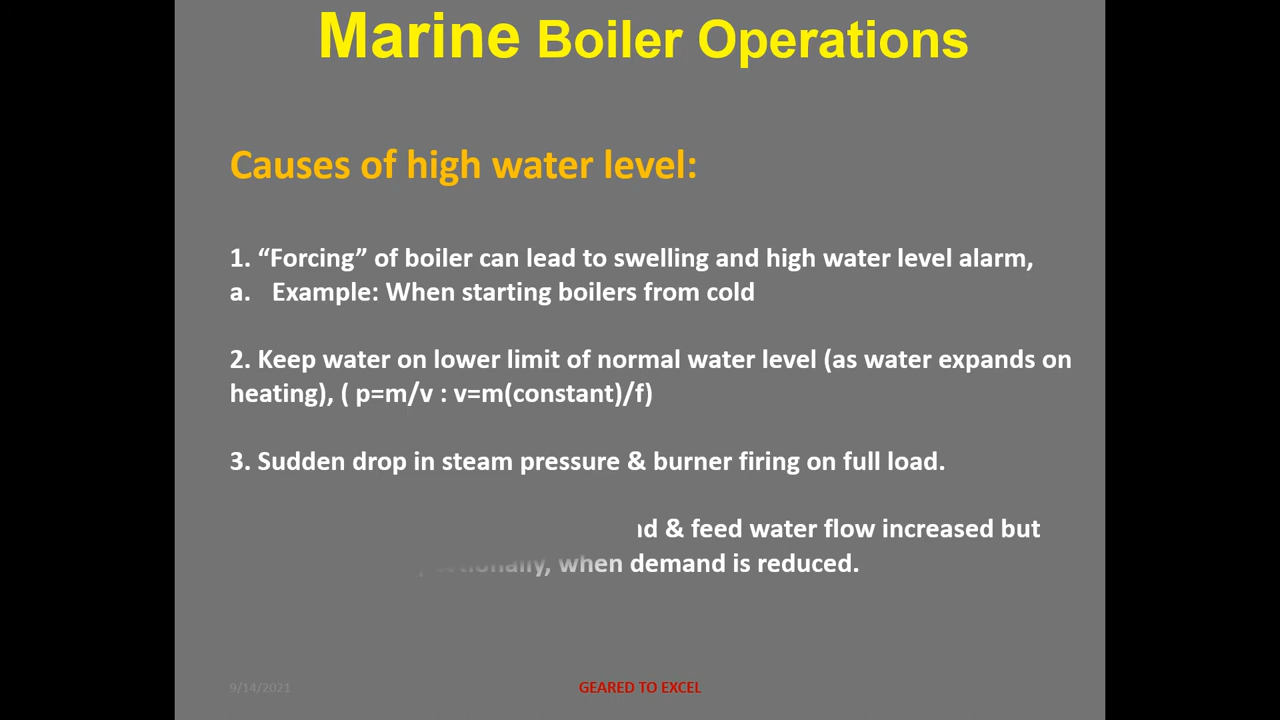 Marine Boiler Operations
Causes of high water level:
1. “Forcing” of boiler can lead to swelling and high water level alarm,
a. Example: When starting boilers from cold
2. Keep water on lower limit of normal water level (as water expands on
heating), ( p=m/v : v=m(constant)/f)
3. Sudden drop in steam pressure & burner firing on full load.
& feed water flow increased but
when demand is reduced.
9/14/2021
GEARED TO EXCEL